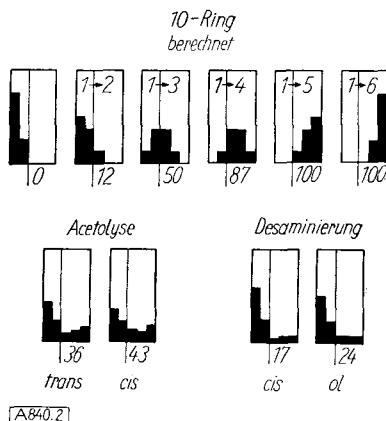 10-Ring
berechnet
1→2 1→3 1→4 1→5 1→6
0 12 50 87 100 100
Acetolyse Desaminierung
36 43 17 24
trans cis cis ol
A840.2